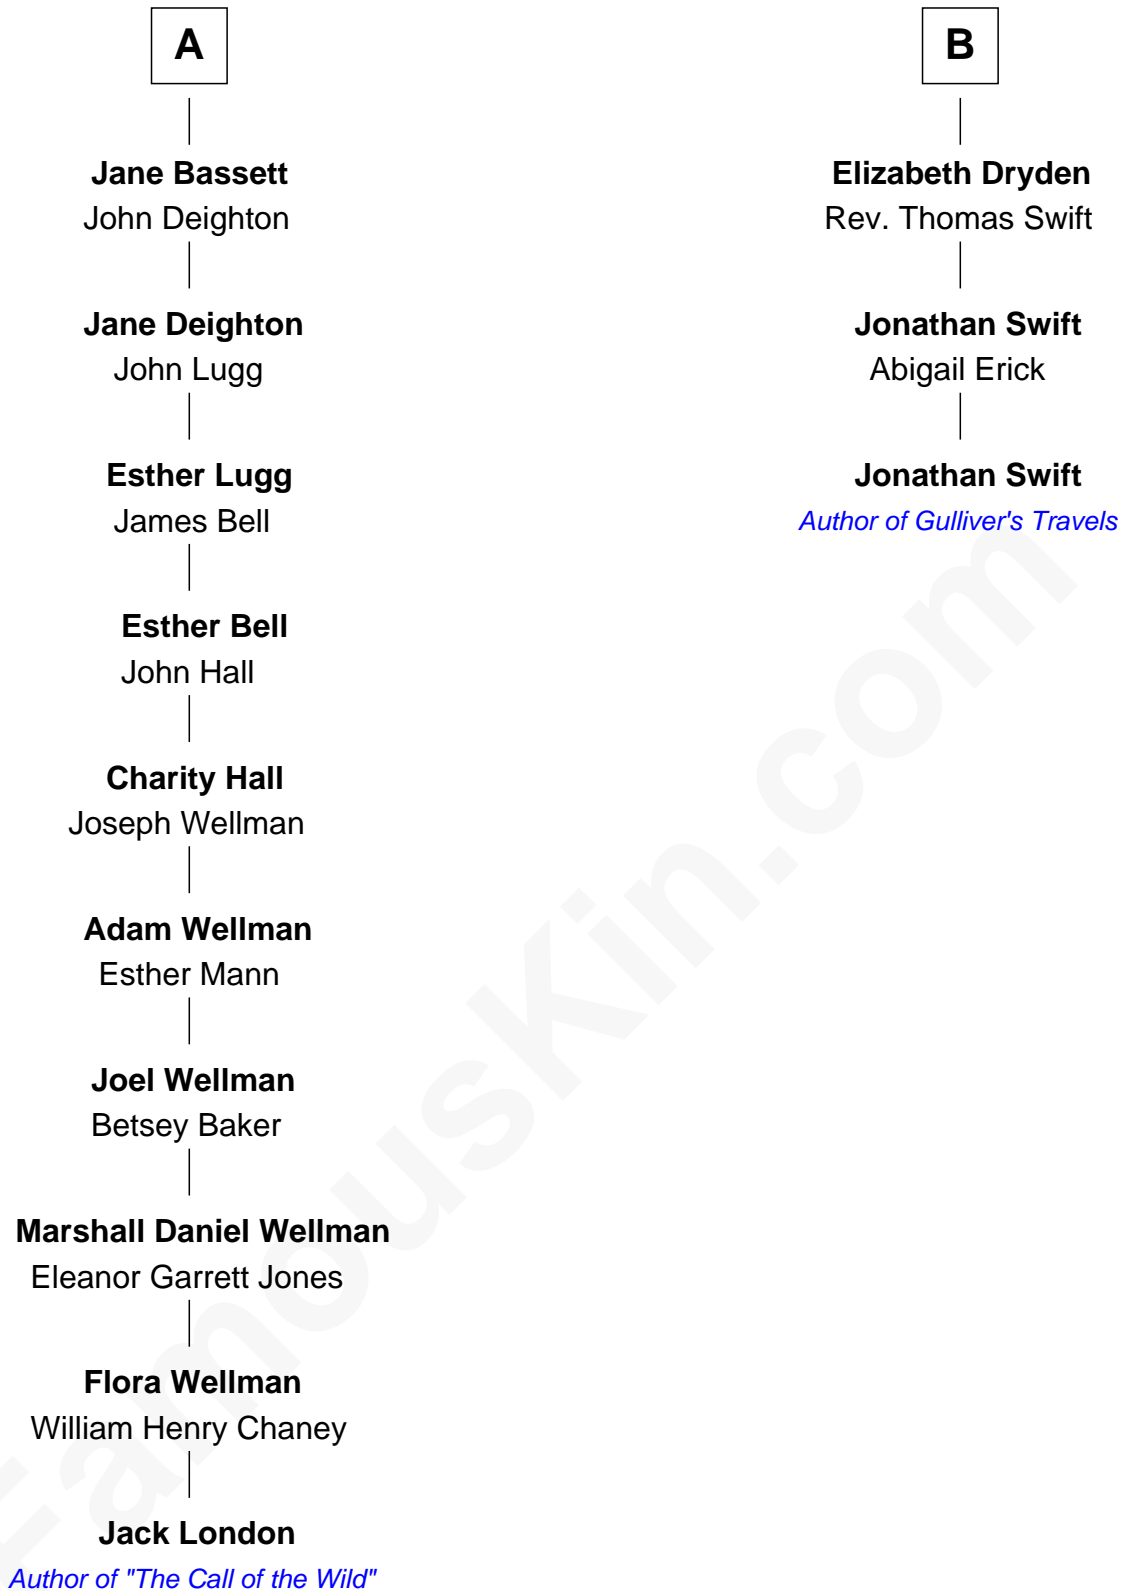 A
Jane Bassett
John Deighton
Jane Deighton
John Lugg
Esther Lugg
James Bell
Esther Bell
John Hall
Charity Hall
Joseph Wellman
Adam Wellman
Esther Mann
Joel Wellman
Betsey Baker
Marshall Daniel Wellman
Eleanor Garrett Jones
Flora Wellman
William Henry Chaney
Jack London
Author of "The Call of the Wild"
B
Elizabeth Dryden
Rev. Thomas Swift
Jonathan Swift
Abigail Erick
Jonathan Swift
Author of Gulliver's Travels
FamousKin.com